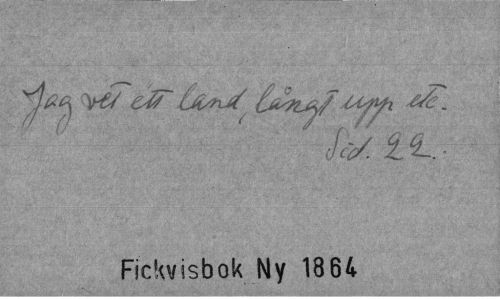 Jag vet ett land, långt upp etc.
Sid. 22.
Fickvisbok Ny 1864